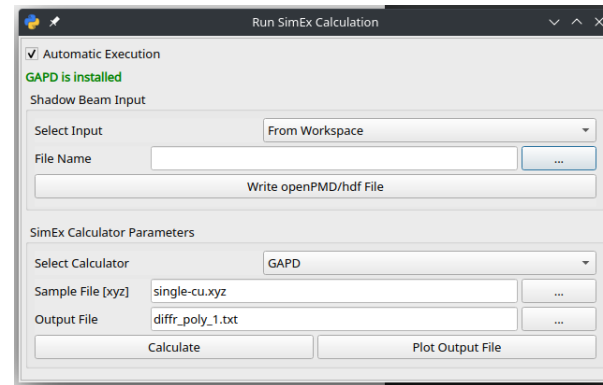 Run SimEx Calculation
Automatic Execution
GAPD is installed
Shadow Beam Input
Select Input From Workspace
File Name ...
Write openPMD/hdf File
SimEx Calculator Parameters
Select Calculator GAPD
Sample File [xyz] single-cu.xyz ...
Output File diffr_poly_1.txt ...
Calculate Plot Output File